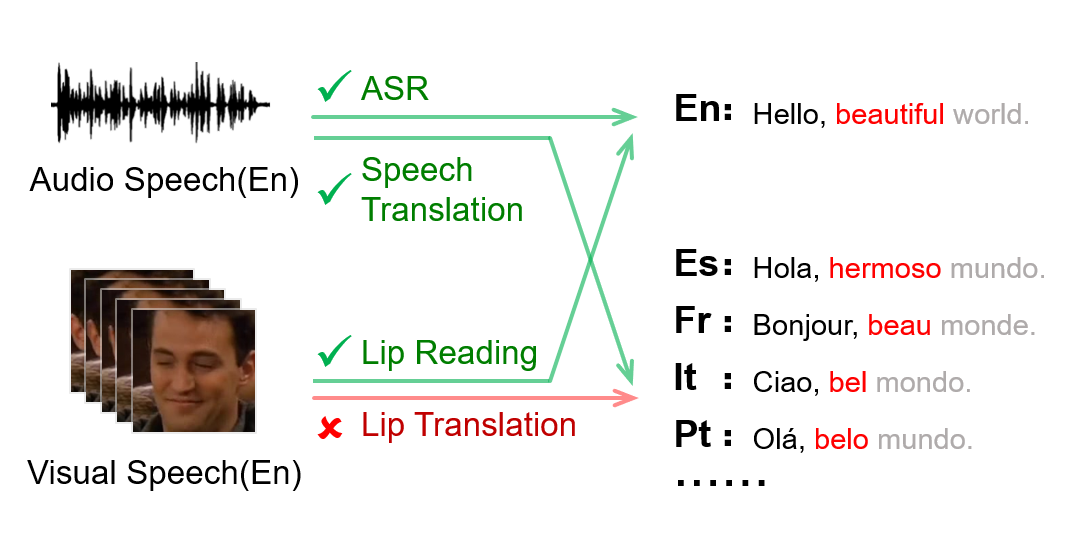 ASR
Audio Speech(En)
Speech
Translation
Lip Reading
Lip Translation
Visual Speech(En)
En: Hello, beautiful world.
Es: Hola, hermoso mundo.
Fr : Bonjour, beau monde.
It : Ciao, bel mondo.
Pt : Olá, belo mundo.
......